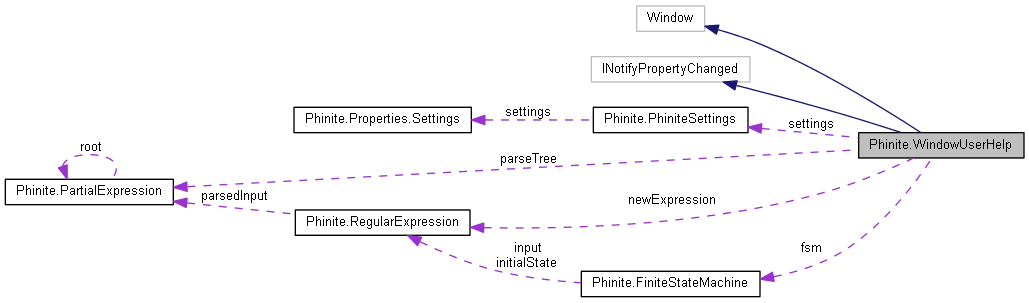 Window
INotifyPropertyChanged
settings
settings
Phinite.Properties.Settings
Phinite.PhiniteSettings
Phinite.WindowUserHelp
root
parseTree
Phinite.PartialExpression
parsedInput
newExpression
Phinite.RegularExpression
input
initialState
fsm
Phinite.FiniteStateMachine